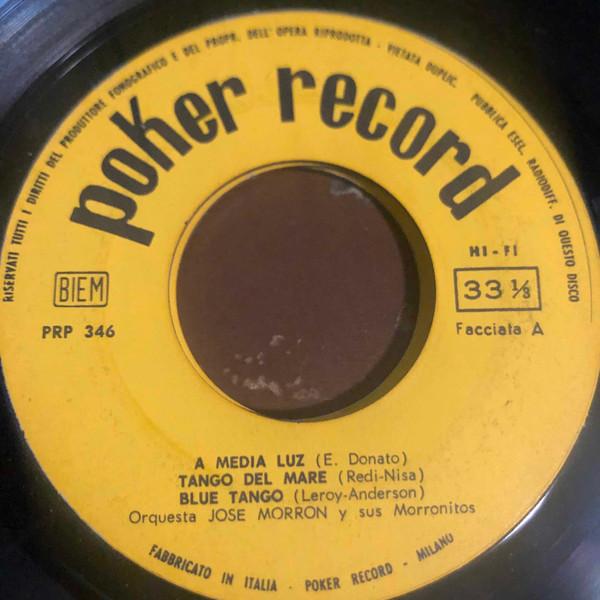 RISERVATI TUTTI I DIRITTI DEL PRODUTTORE FONOGRAFICO E DEL PROPR. DELL'OPERA RIPRODOTTA - VIETATA DUPLIC. PUBBLICA ESEC. RADIODIFF. DI QUESTO DISCO
poker record
HI-FI
BIEM
33 ⅓
PRP 346
Facciata A
A MEDIA LUZ (E. Donato)
TANGO DEL MARE (Redi-Nisa)
BLUE TANGO (Leroy-Anderson)
Orquesta JOSE MORRON y sus Morronitos
FABBRICATO IN ITALIA - POKER RECORD - MILANO